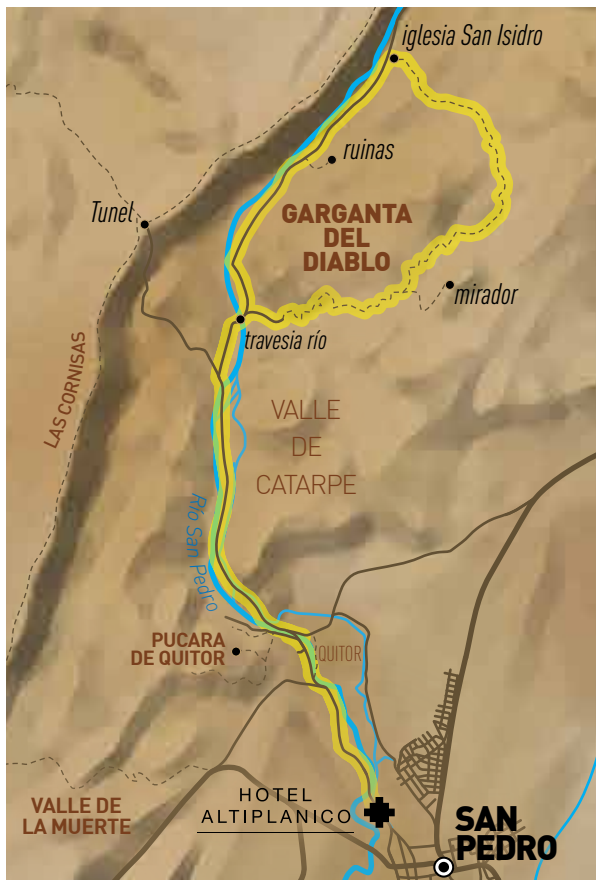 iglesia San Isidro
ruinas
Tunel
GARGANTA
DEL
DIABLO
mirador
travesia río
LAS CORNISAS
VALLE
DE
CATARPE
Río San Pedro
PUCARA
DE QUITOR
QUITOR
HOTEL
ALTIPLANICO
VALLE DE
LA MUERTE
SAN
PEDRO